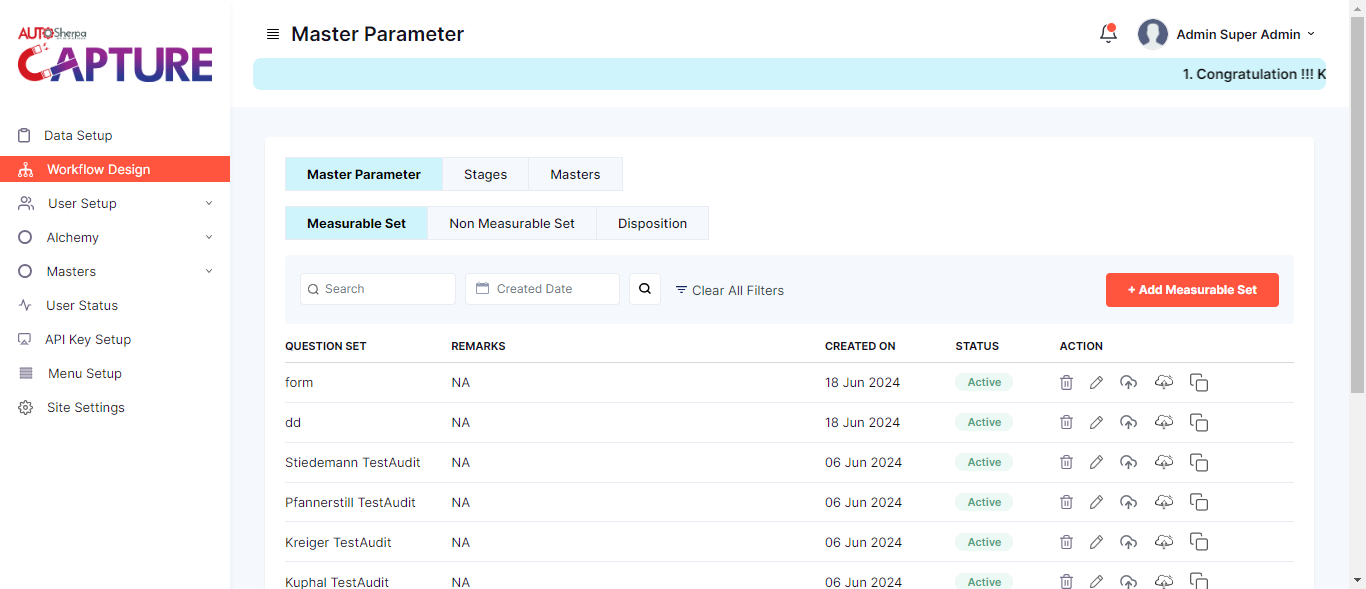 AUTOSherpa
CAPTURE
Master Parameter
Admin Super Admin
1. Congratulation !!! K
Data Setup
Workflow Design
User Setup
Alchemy
Masters
User Status
API Key Setup
Menu Setup
Site Settings
Master Parameter Stages Masters
Measurable Set Non Measurable Set Disposition
Search Created Date Clear All Filters + Add Measurable Set
QUESTION SET REMARKS CREATED ON STATUS ACTION
form NA 18 Jun 2024 Active
dd NA 18 Jun 2024 Active
Stiedemann TestAudit NA 06 Jun 2024 Active
Pfannerstill TestAudit NA 06 Jun 2024 Active
Kreiger TestAudit NA 06 Jun 2024 Active
Kuphal TestAudit NA 06 Jun 2024 Active